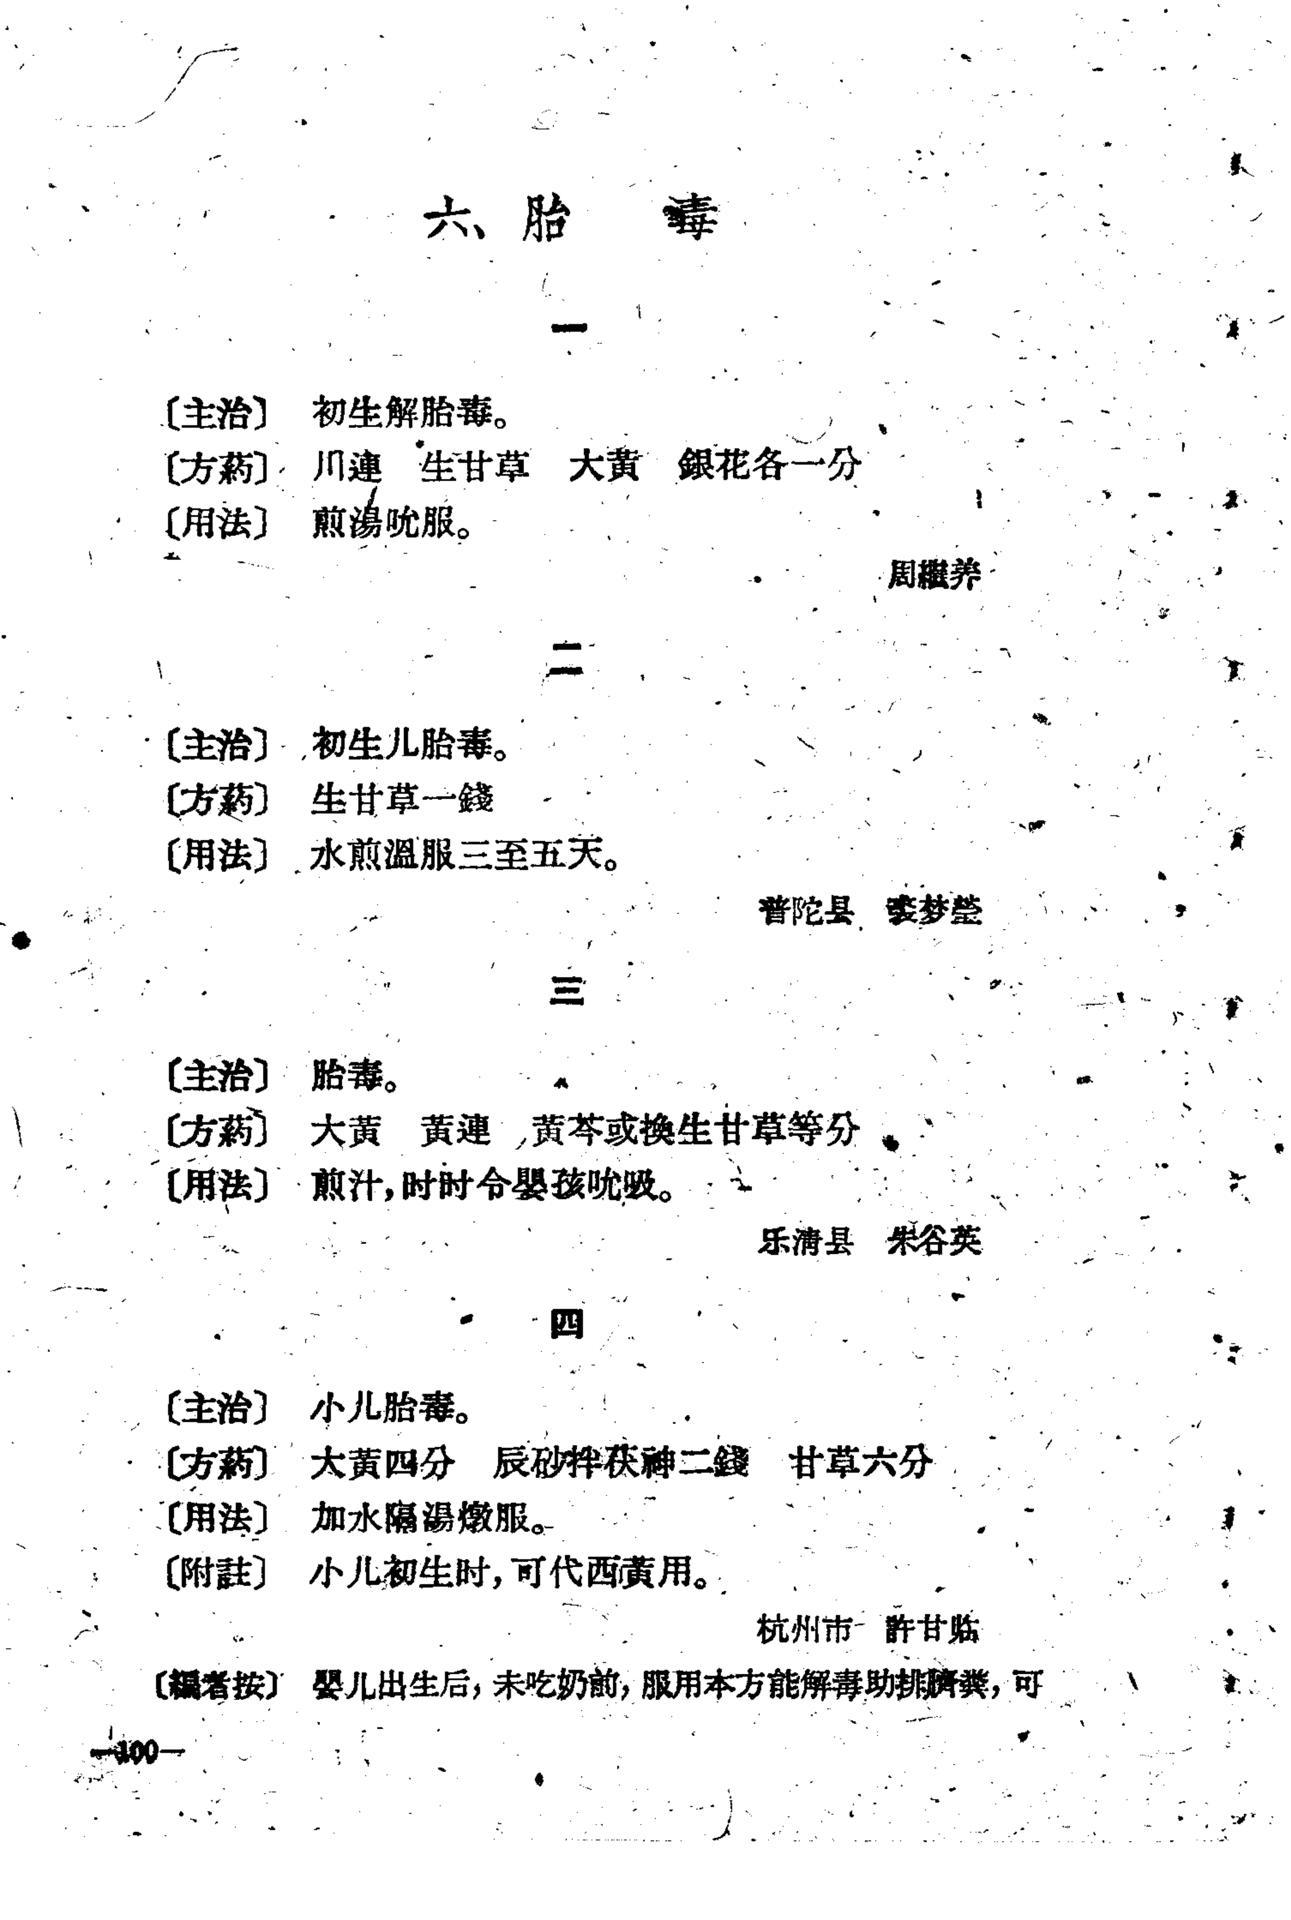 六、胎　毒
一
〔主治〕　初生解胎毒。
〔方葯〕　川連　生甘草　大黃　銀花各一分
〔用法〕　煎湯吮服。
周繼养
二
〔主治〕　初生儿胎毒。
〔方葯〕　生甘草一錢
〔用法〕　水煎溫服三至五天。
普陀县　裘梦瑩
三
〔主治〕　胎毒。
〔方葯〕　大黃　黃連　黃芩或換生甘草等分
〔用法〕　煎汁，时时令嬰孩吮吸。
乐清县　朱谷英
四
〔主治〕　小儿胎毒。
〔方葯〕　大黃四分　辰砂拌茯神二錢　甘草六分
〔用法〕　加水隔湯燉服。
〔附註〕　小儿初生时，可代西黃用。
杭州市　許甘临
〔編者按〕　嬰儿出生后，未吃奶前，服用本方能解毒助排臍粪，可
—100—